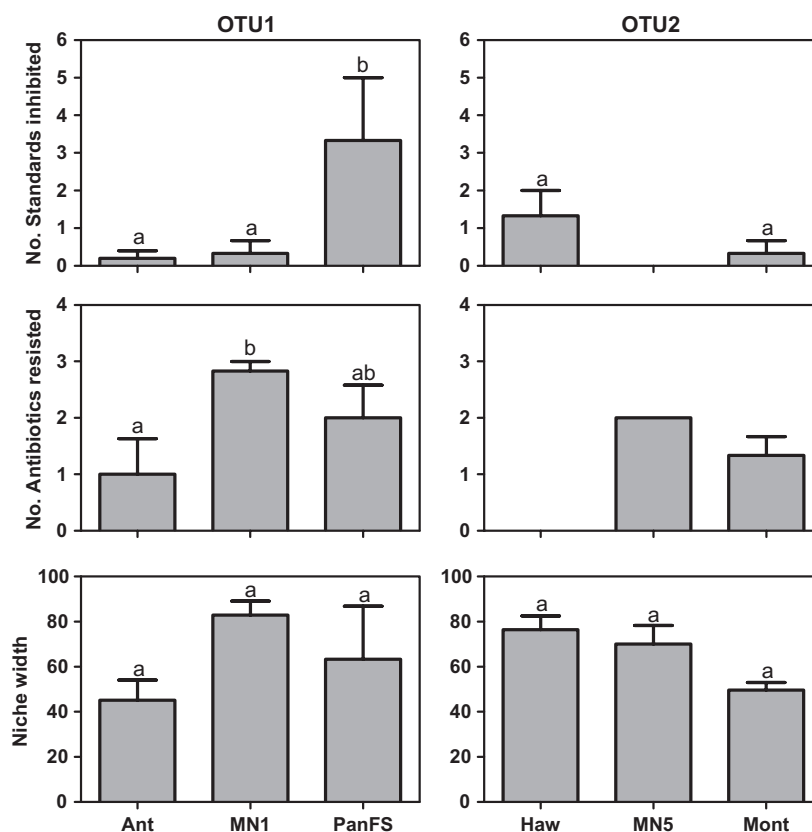 OTU1 OTU2
No. Standards inhibited
6 5 4 3 2 1 0
a a b
6 5 4 3 2 1 0
a a
No. Antibiotics resisted
4 3 2 1 0
a b ab
4 3 2 1 0
Niche width
100 80 60 40 20 0
a a a
100 80 60 40 20 0
a a a
Ant MN1 PanFS Haw MN5 Mont